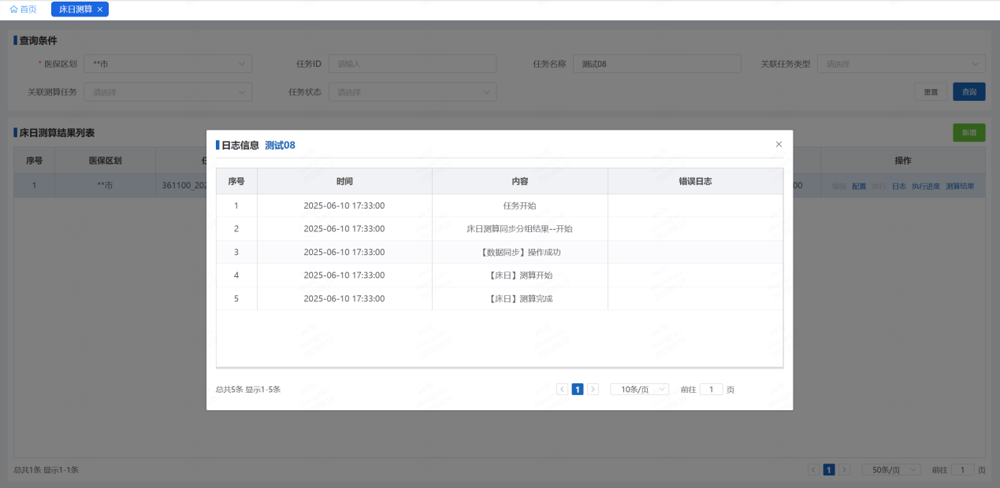 首页 床日测算 ×
查询条件
* 医保区划 **市 任务ID 请输入 任务名称 测试08 关联任务类型 请选择
关联测算任务 请选择 任务状态 请选择 重置 查询
床日测算结果列表 新增
序号 医保区划 操作
1 **市 361100_202 00 编辑 配置 执行 日志 执行进度 测算结果
日志信息 测试08
序号 时间 内容 错误日志
1 2025-06-10 17:33:00 任务开始
2 2025-06-10 17:33:00 床日测算同步分组结果--开始
3 2025-06-10 17:33:00 【数据同步】操作成功
4 2025-06-10 17:33:00 【床日】测算开始
5 2025-06-10 17:33:00 【床日】测算完成
总共5条 显示1-5条 < 1 > 10条/页 前往 1 页
总共1条 显示1-1条 < 1 > 50条/页 前往 1 页